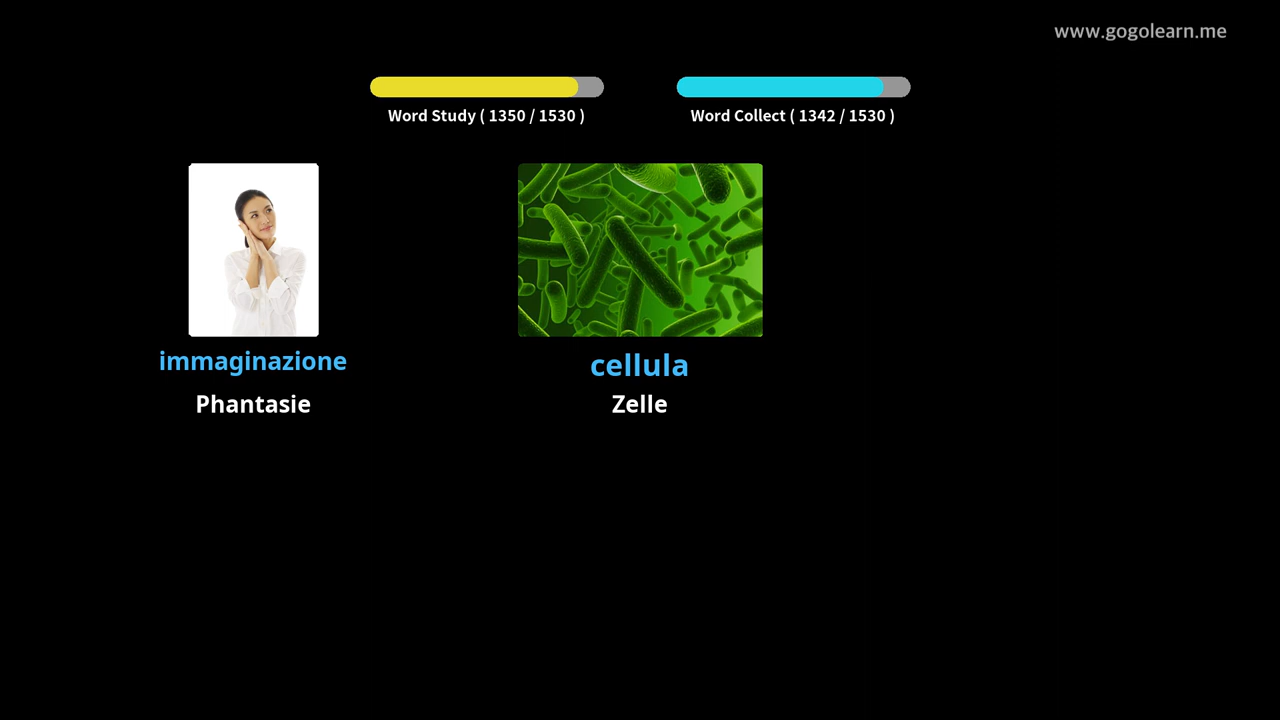 www.gogolearn.me
Word Study ( 1350 / 1530 )
Word Collect ( 1342 / 1530 )
immaginazione
Phantasie
cellula
Zelle